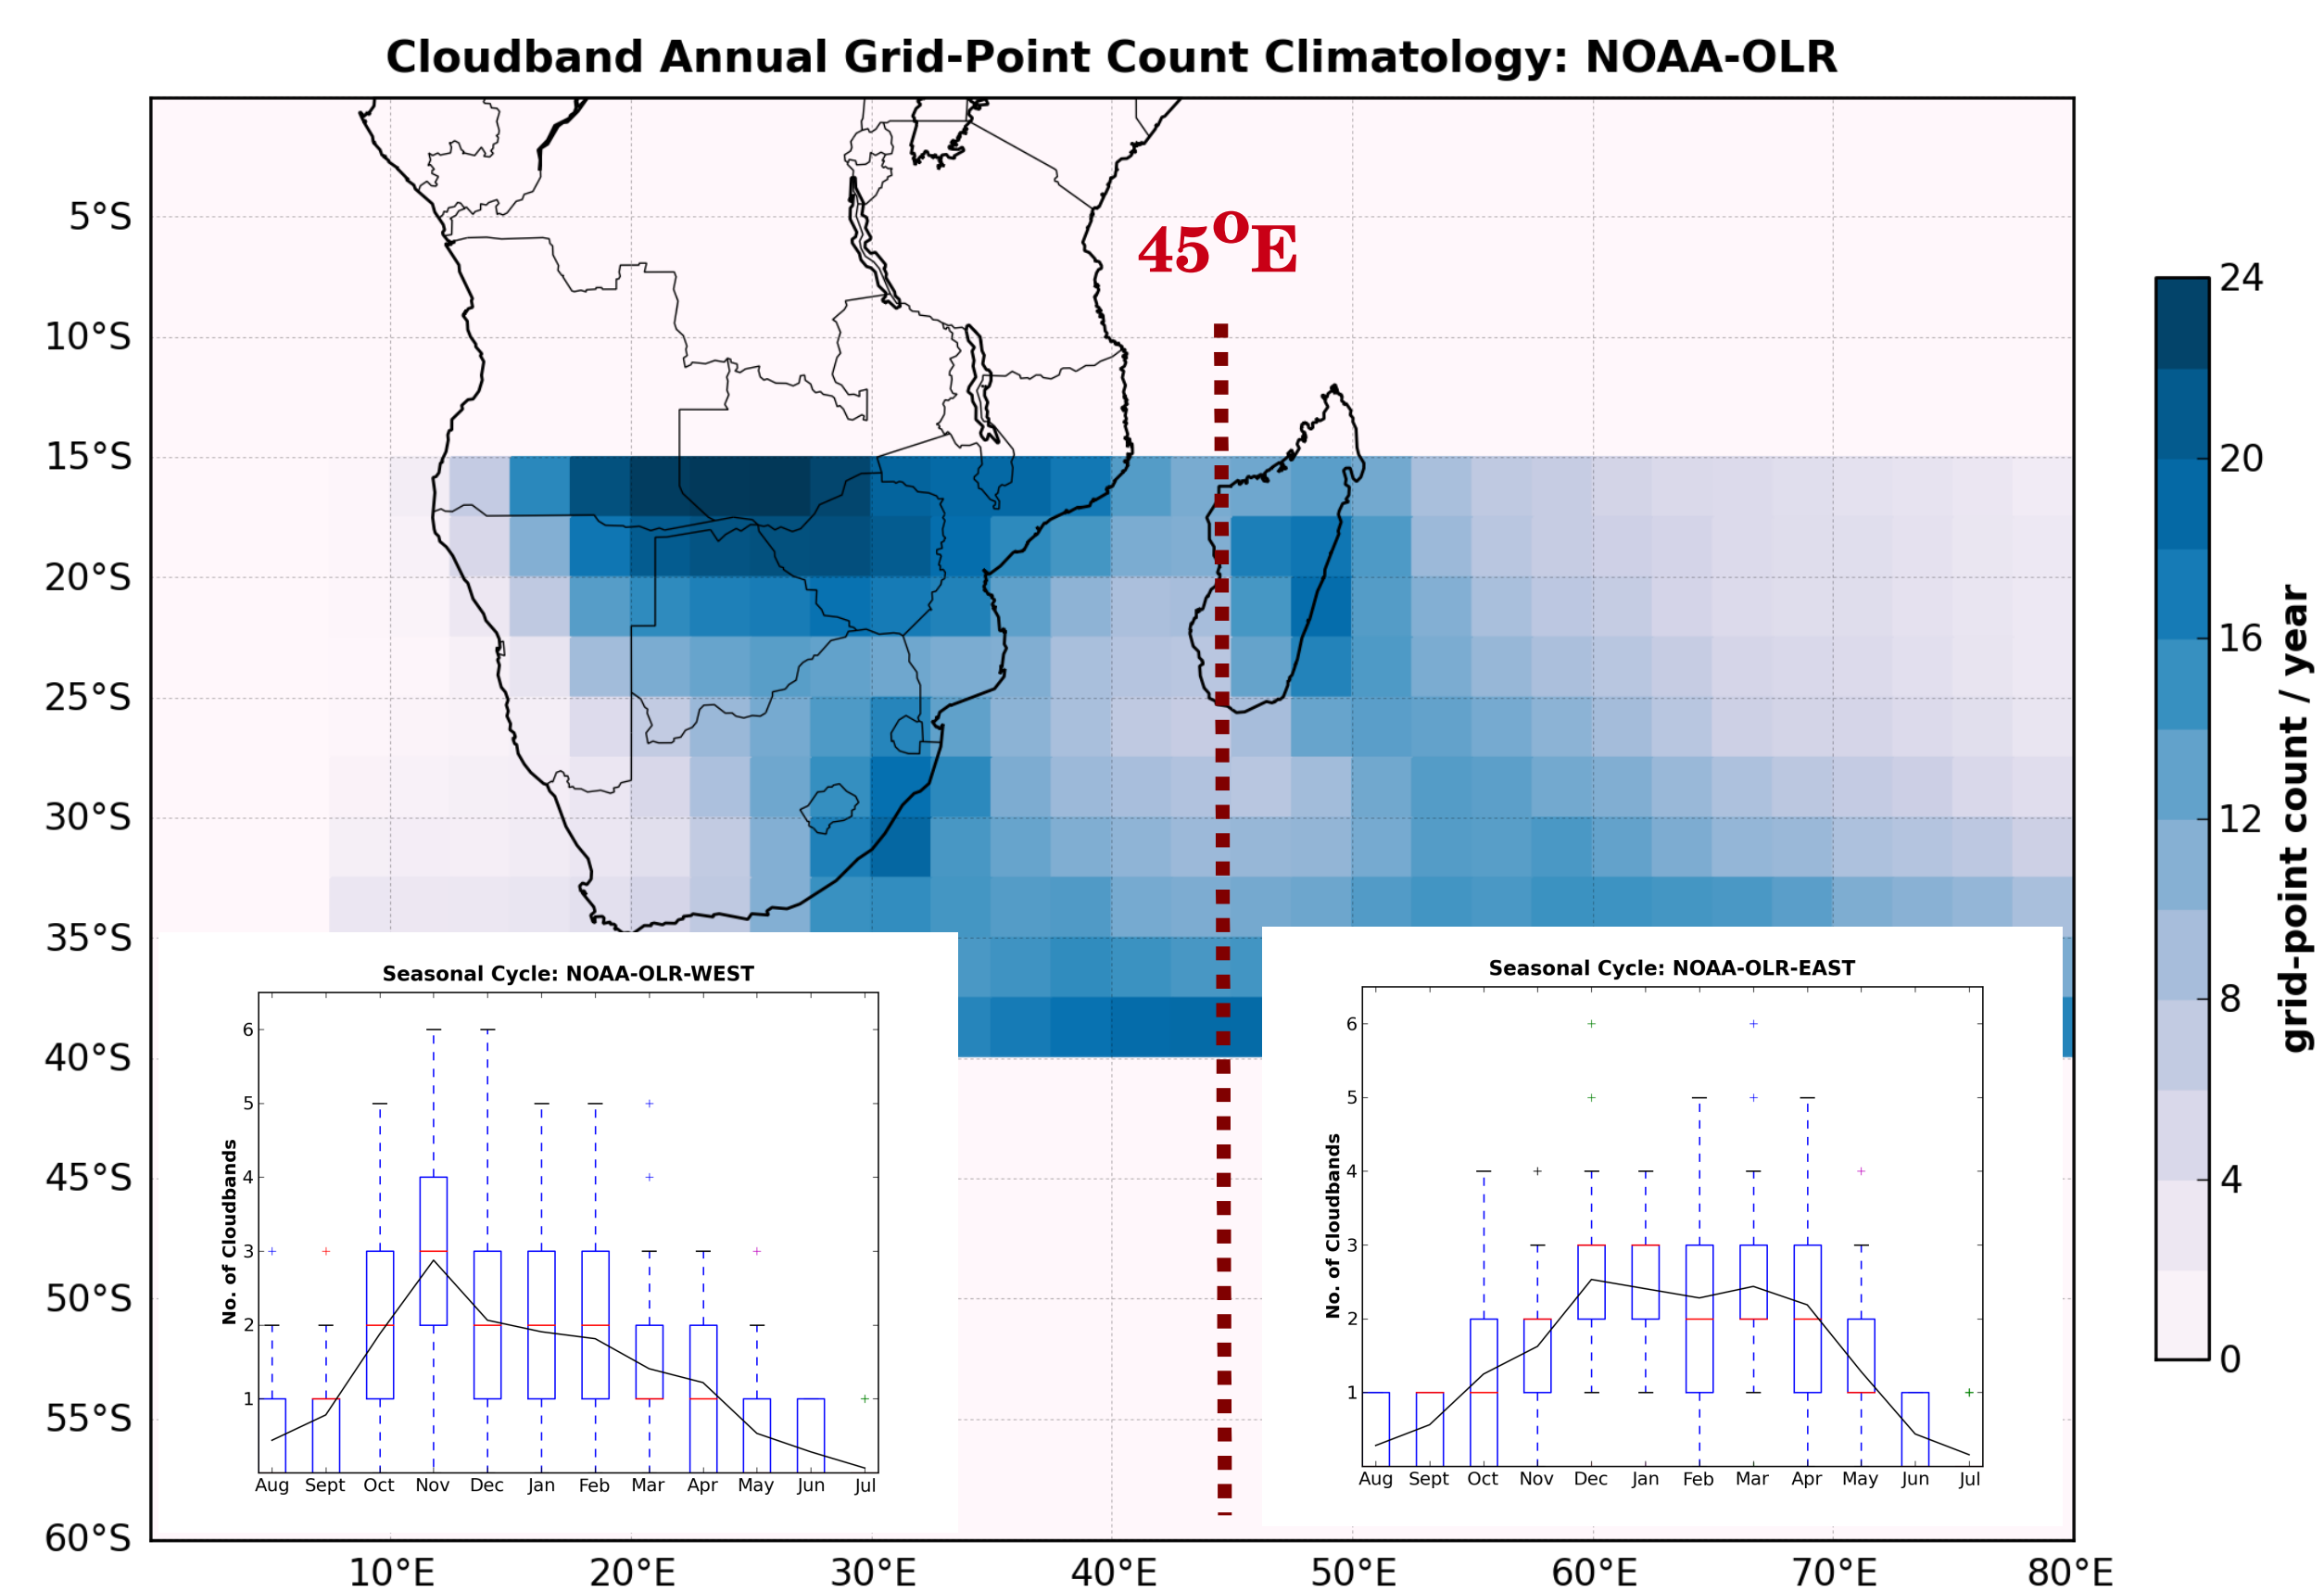 Cloudband Annual Grid-Point Count Climatology: NOAA-OLR
45°E
5°S
10°S
15°S
20°S
25°S
30°S
35°S
40°S
45°S
50°S
55°S
60°S
10°E 20°E 30°E 40°E 50°E 60°E 70°E 80°E
24
20
16
12
8
4
0
grid-point count / year
Seasonal Cycle: NOAA-OLR-WEST
No. of Cloudbands
6
5
4
3
2
1
Aug Sept Oct Nov Dec Jan Feb Mar Apr May Jun Jul
Seasonal Cycle: NOAA-OLR-EAST
No. of Cloudbands
6
5
4
3
2
1
Aug Sept Oct Nov Dec Jan Feb Mar Apr May Jun Jul